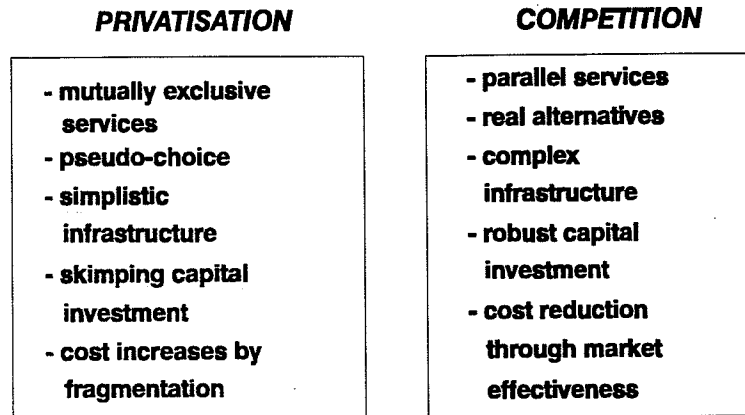 PRIVATISATION
- mutually exclusive
services
- pseudo-choice
- simplistic
infrastructure
- skimping capital
investment
- cost increases by
fragmentation
COMPETITION
- parallel services
- real alternatives
- complex
infrastructure
- robust capital
investment
- cost reduction
through market
effectiveness